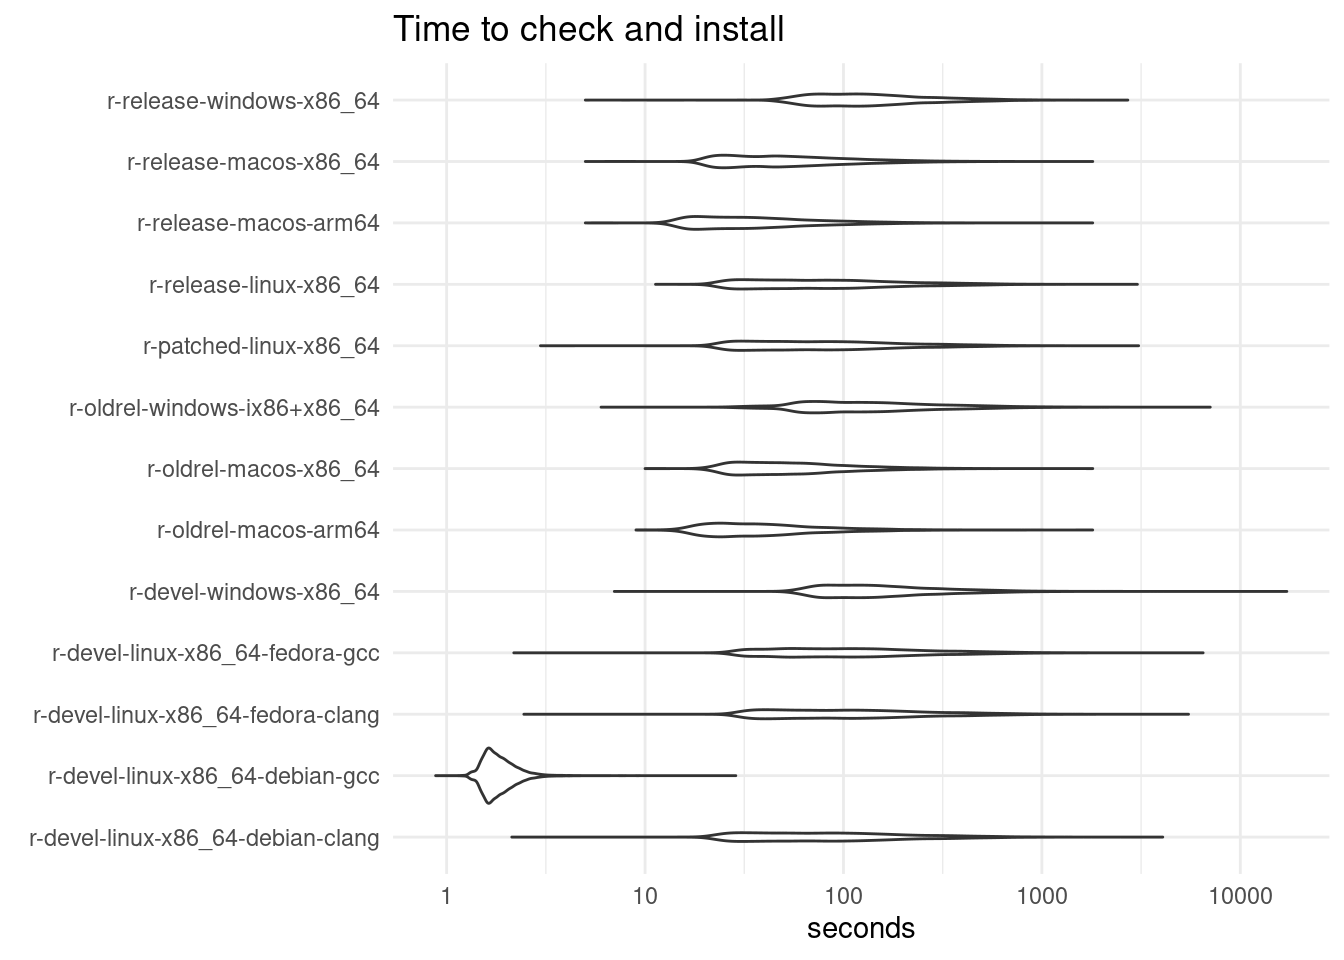 Time to check and install
r-release-windows-x86_64
r-release-macos-x86_64
r-release-macos-arm64
r-release-linux-x86_64
r-patched-linux-x86_64
r-oldrel-windows-ix86+x86_64
r-oldrel-macos-x86_64
r-oldrel-macos-arm64
r-devel-windows-x86_64
r-devel-linux-x86_64-fedora-gcc
r-devel-linux-x86_64-fedora-clang
r-devel-linux-x86_64-debian-gcc
r-devel-linux-x86_64-debian-clang
1 10 100 1000 10000
seconds